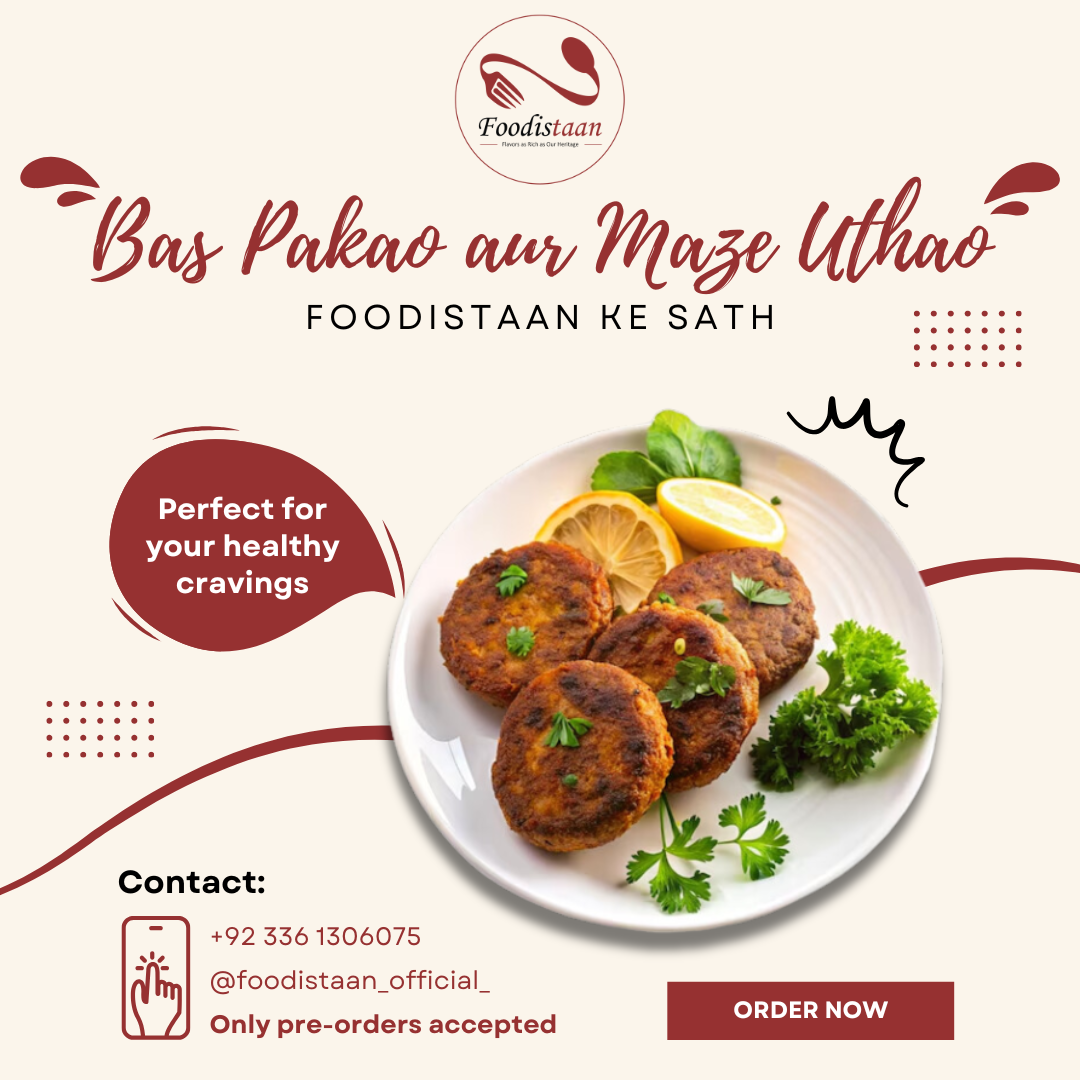 Foodistaan
Flavors as Rich as Our Heritage
Bas Pakao aur Maze Uthao
FOODISTAAN KE SATH
Perfect for
your healthy
cravings
Contact:
+92 336 1306075
@foodistaan_official_
Only pre-orders accepted
ORDER NOW